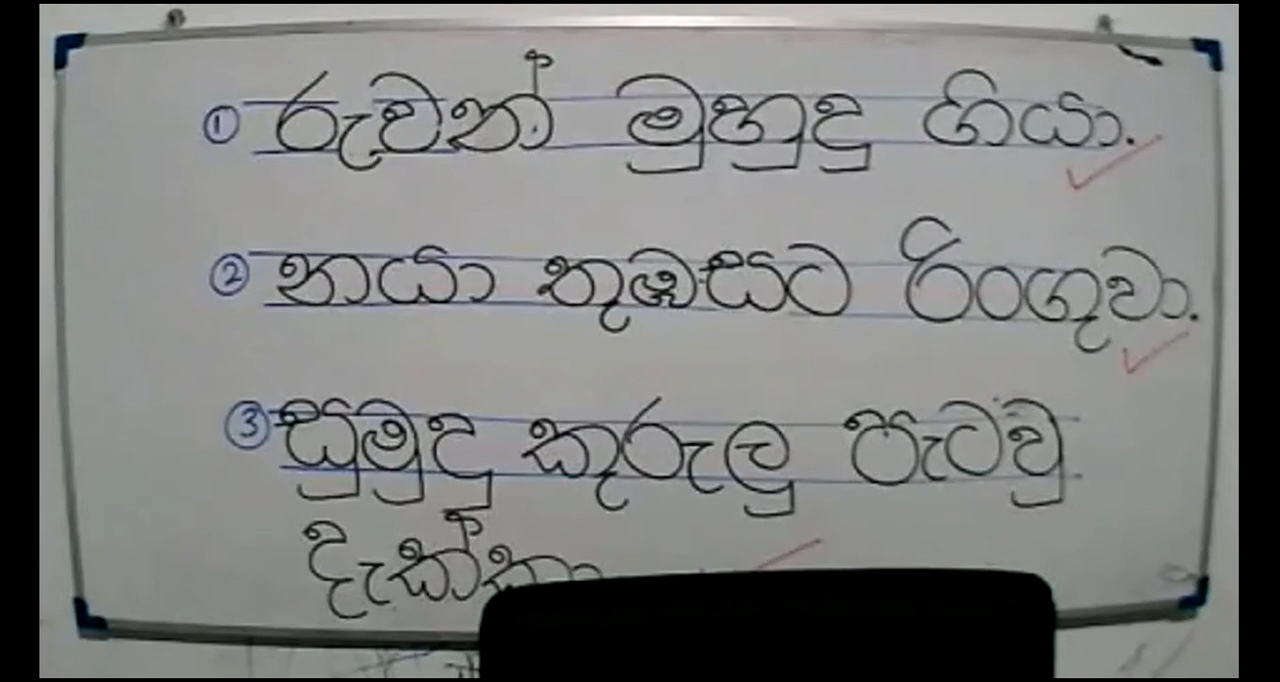 ① රුවන් මුහුදු ගියා.
② නයා තුඹසට රිංගුවා.
③ සුමුදු කුරුලු පැටවු
දැක්කා